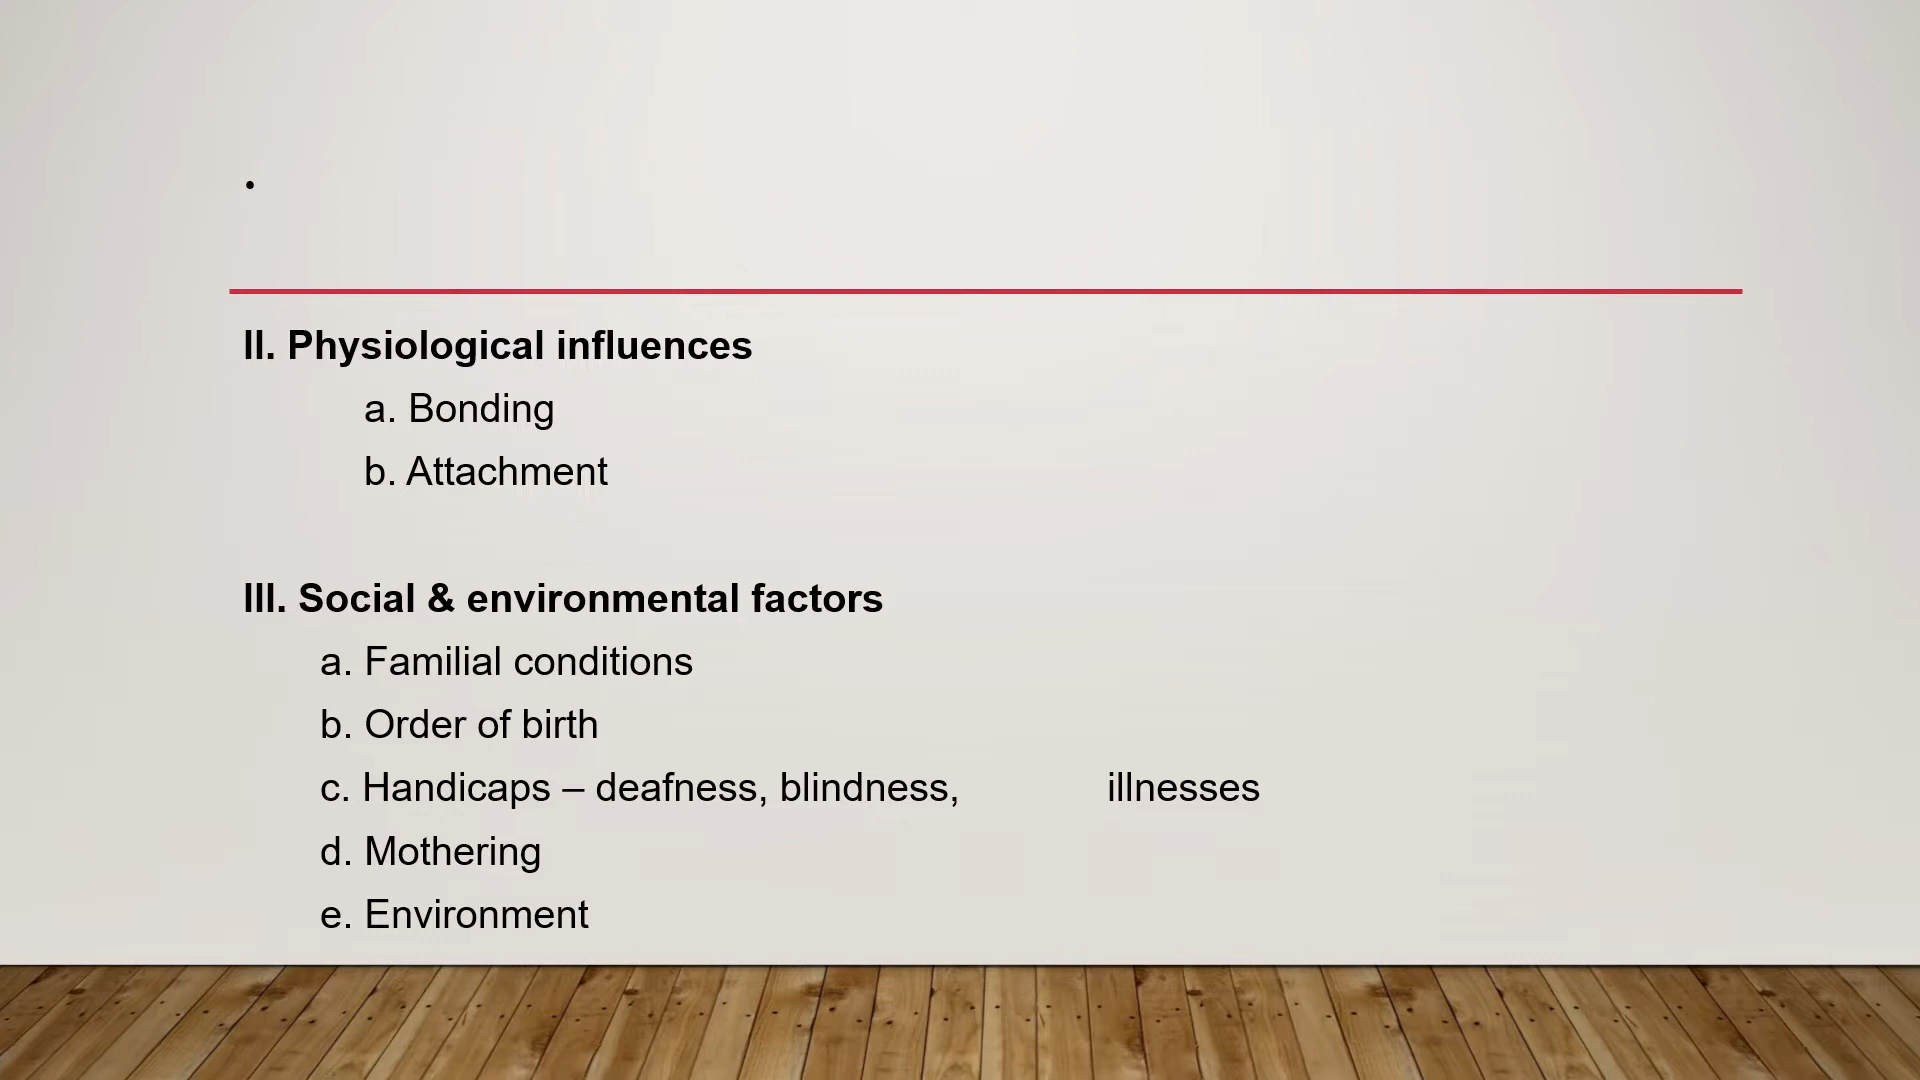 .
II. Physiological influences
a. Bonding
b. Attachment
III. Social & environmental factors
a. Familial conditions
b. Order of birth
c. Handicaps – deafness, blindness, illnesses
d. Mothering
e. Environment